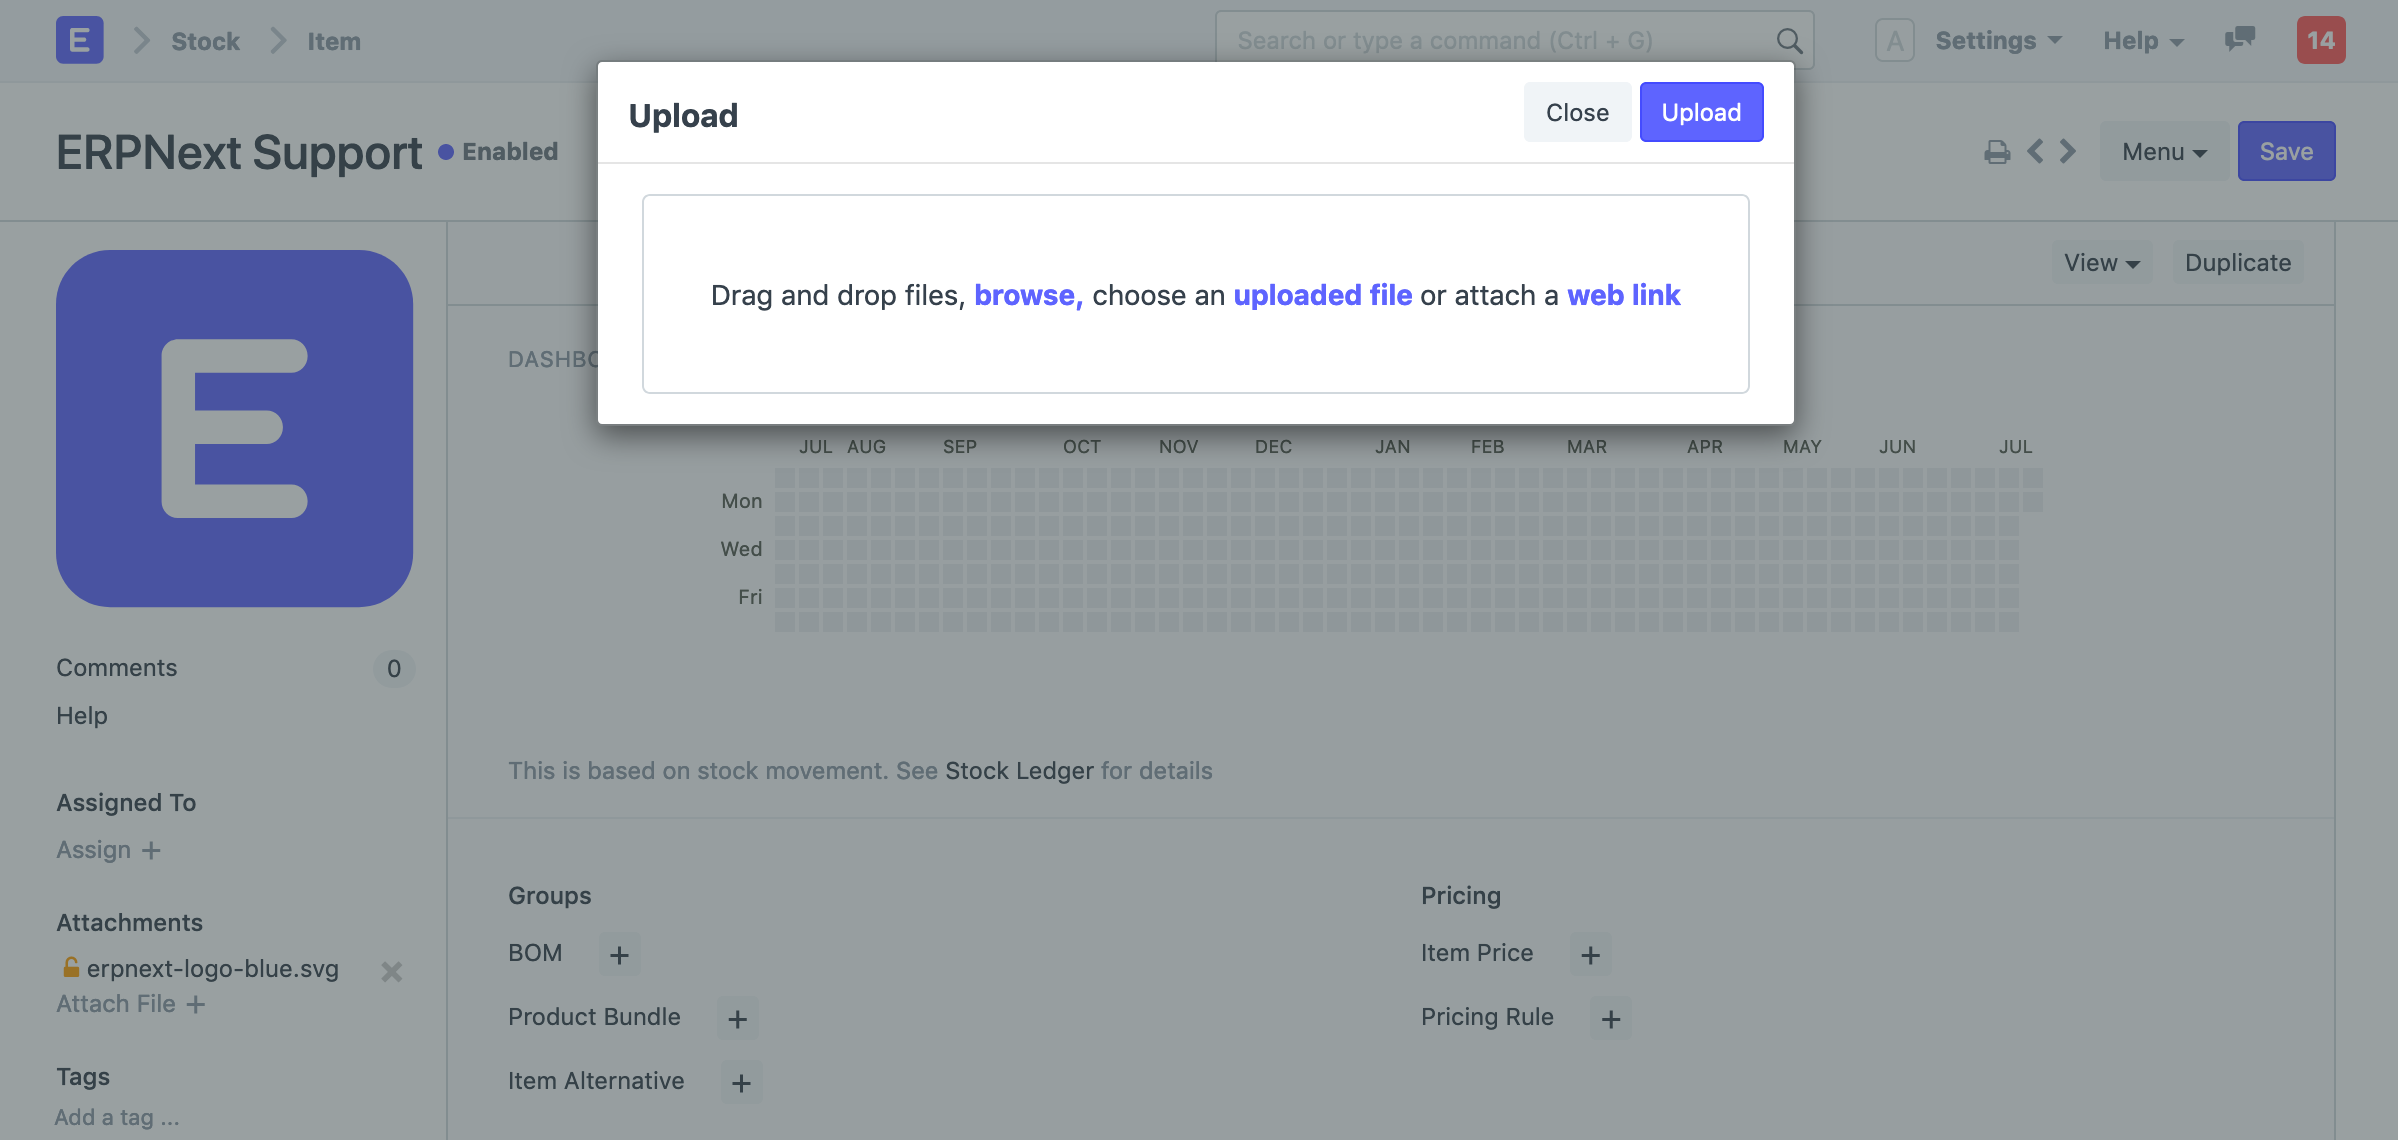 E Stock Item Search or type a command (Ctrl + G) A Settings Help 14
Upload Close Upload
ERPNext Support Enabled Menu Save
Drag and drop files, browse, choose an uploaded file or attach a web link
View Duplicate
E
DASHBO
JUL AUG SEP OCT NOV DEC JAN FEB MAR APR MAY JUN JUL
Mon
Wed
Fri
Comments 0
Help
This is based on stock movement. See Stock Ledger for details
Assigned To
Assign +
Attachments
erpnext-logo-blue.svg
Attach File +
Tags
Add a tag ...
Groups
BOM +
Product Bundle +
Item Alternative +
Pricing
Item Price +
Pricing Rule +